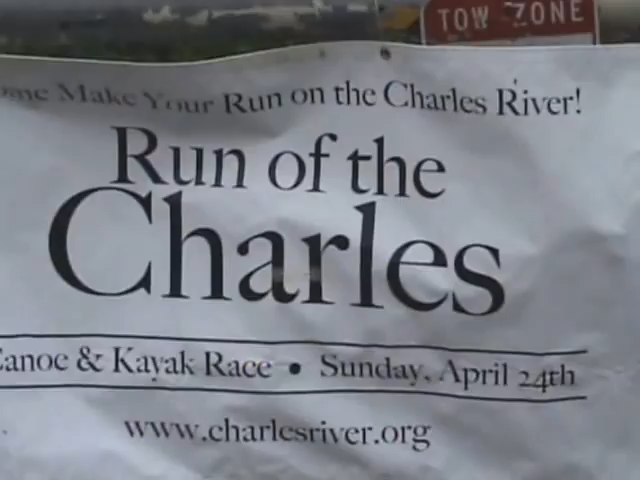 TOW ZONE
me Make Your Run on the Charles River!
Run of the
Charles
Canoe & Kayak Race • Sunday, April 24th
www.charlesriver.org